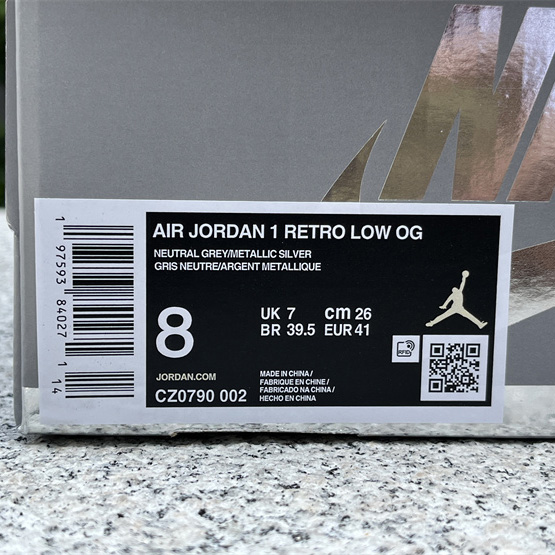 AIR JORDAN 1 RETRO LOW OG
NEUTRAL GREY/METALLIC SILVER
GRIS NEUTRE/ARGENT METALLIQUE
8
UK 7 cm 26
BR 39.5 EUR 41
RFID
JORDAN.COM
CZ0790 002
MADE IN CHINA/
FABRIQUE EN CHINE/
FABRICADO NA CHINA/
HECHO EN CHINA
1 97593 84027 1 14